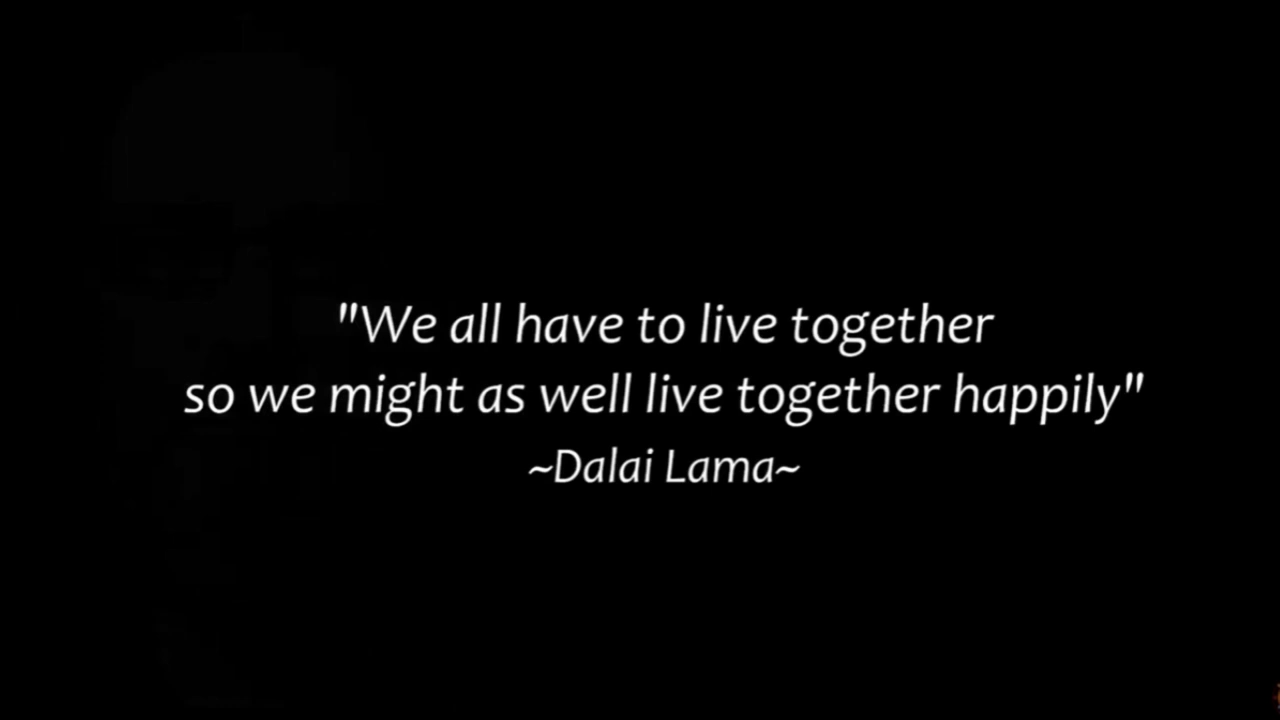 "We all have to live together
so we might as well live together happily"
~Dalai Lama~